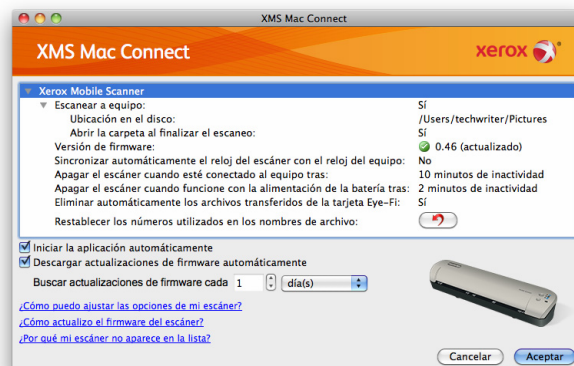 XMS Mac Connect
XMS Mac Connect
xerox
Xerox Mobile Scanner
Escanear a equipo: Sí
Ubicación en el disco: /Users/techwriter/Pictures
Abrir la carpeta al finalizar el escaneo: Sí
Versión de firmware: 0.46 (actualizado)
Sincronizar automáticamente el reloj del escáner con el reloj del equipo: No
Apagar el escáner cuando esté conectado al equipo tras: 10 minutos de inactividad
Apagar el escáner cuando funcione con la alimentación de la batería tras: 2 minutos de inactividad
Eliminar automáticamente los archivos transferidos de la tarjeta Eye-Fi: Sí
Restablecer los números utilizados en los nombres de archivo:
Iniciar la aplicación automáticamente
Descargar actualizaciones de firmware automáticamente
Buscar actualizaciones de firmware cada 1 día(s)
¿Cómo puedo ajustar las opciones de mi escáner?
¿Cómo actualizo el firmware del escáner?
¿Por qué mi escáner no aparece en la lista?
Cancelar Aceptar